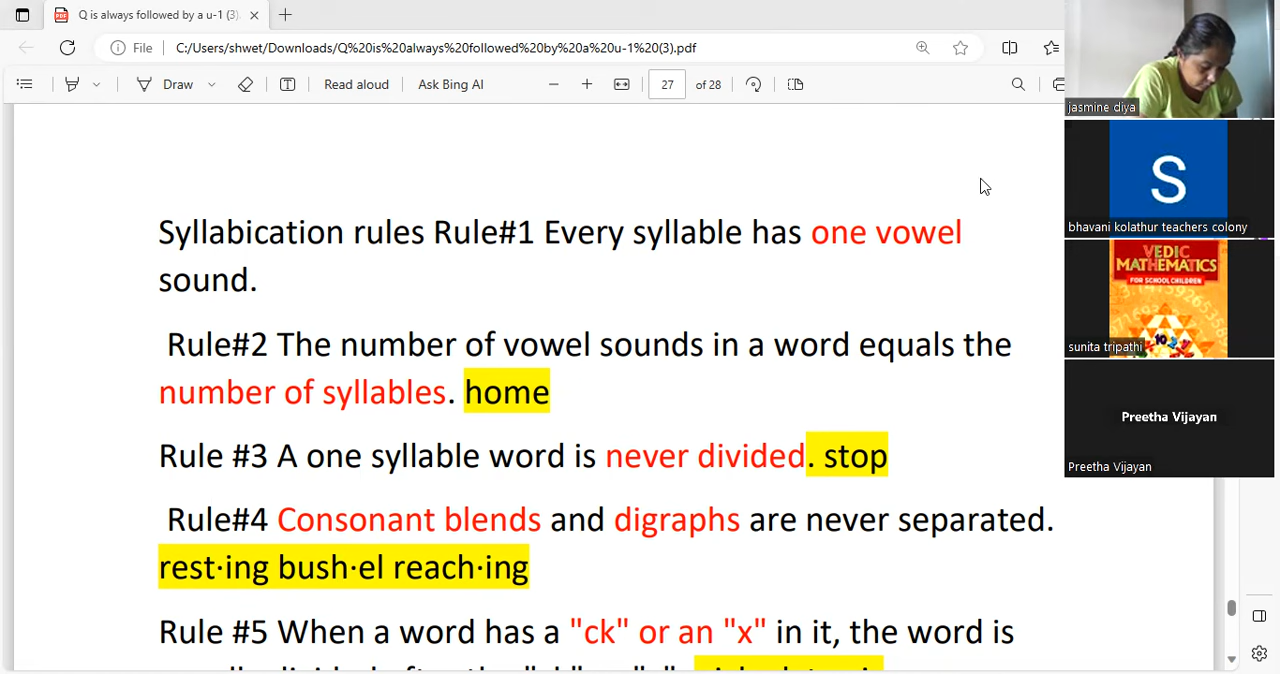 Q is always followed by a u-1 (3).
File C:/Users/shwet/Downloads/Q%20is%20always%20followed%20by%20a%20u-1%20(3).pdf
Draw Read aloud Ask Bing AI 27 of 28
jasmine diya
S
bhavani kolathur teachers colony
VEDIC
MATHEMATICS
FOR SCHOOL CHILDREN
sunita tripathi
Preetha Vijayan
Preetha Vijayan
Syllabication rules Rule#1 Every syllable has one vowel
sound.
Rule#2 The number of vowel sounds in a word equals the
number of syllables. home
Rule #3 A one syllable word is never divided. stop
Rule#4 Consonant blends and digraphs are never separated.
rest·ing bush·el reach·ing
Rule #5 When a word has a "ck" or an "x" in it, the word is